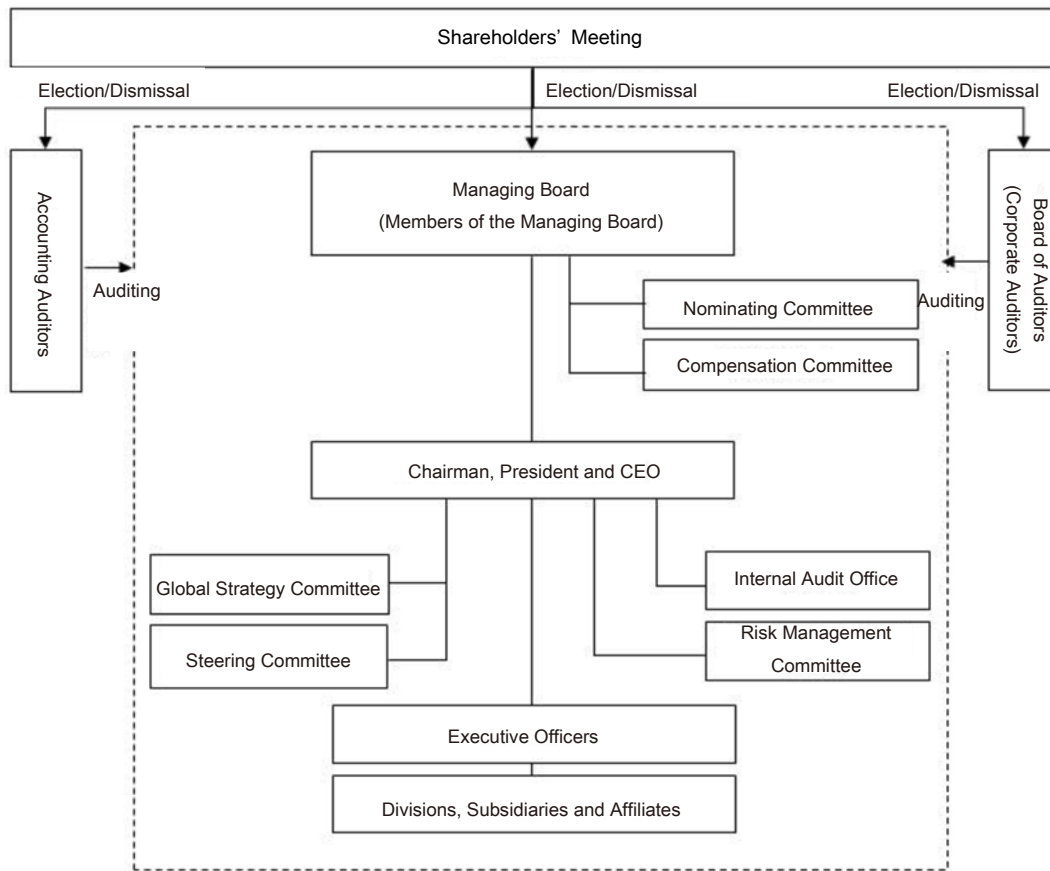 Shareholders’ Meeting
Election/Dismissal
Election/Dismissal
Election/Dismissal
Accounting Auditors
Managing Board
(Members of the Managing Board)
Board of Auditors
(Corporate Auditors)
Auditing
Auditing
Nominating Committee
Compensation Committee
Chairman, President and CEO
Global Strategy Committee
Internal Audit Office
Steering Committee
Risk Management
Committee
Executive Officers
Divisions, Subsidiaries and Affiliates